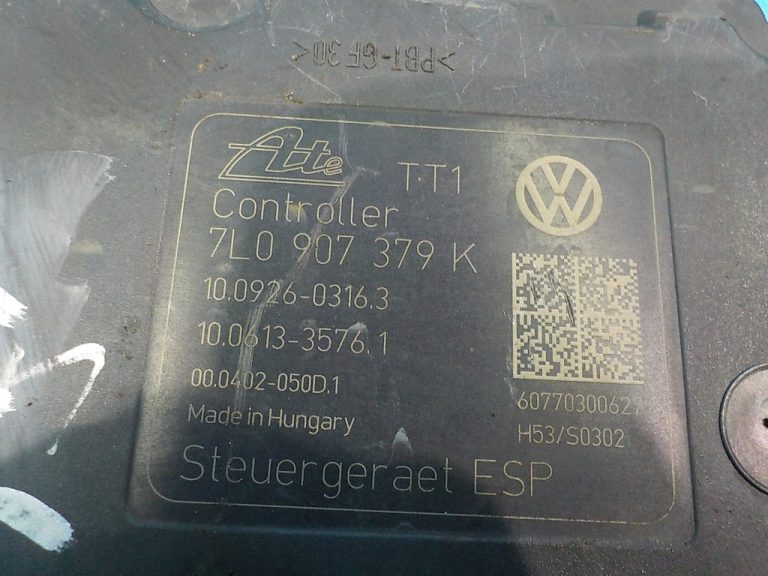 >PBT-GF30<
Ate TT1
Controller
7L0 907 379 K
10.0926-0316.3
10.0613-3576.1
00.0402-050D.1
60770300627
Made in Hungary
H53/S0302
Steuergeraet ESP